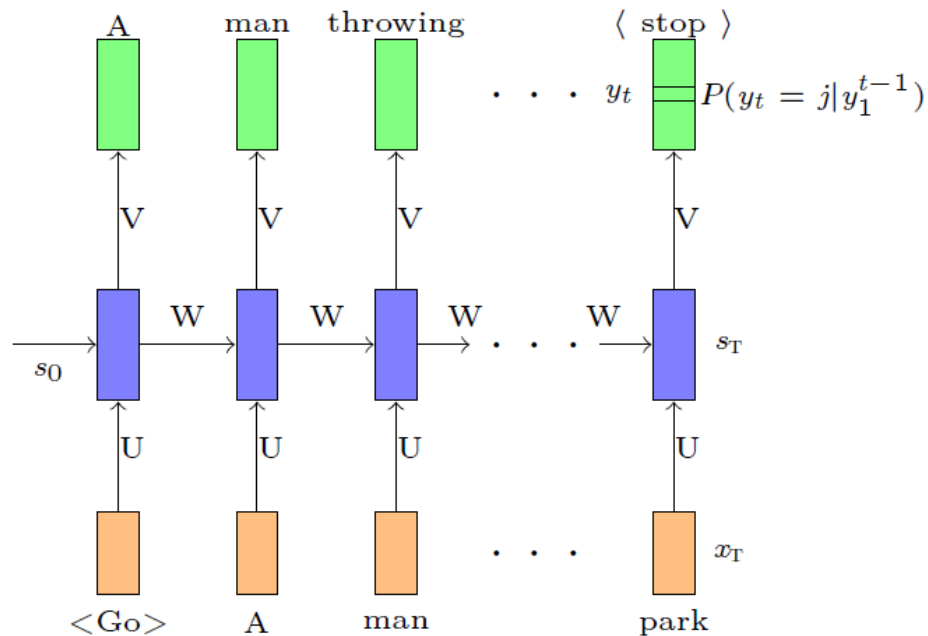 A man throwing ⟨ stop ⟩
· · · y_t P(y_t = j|y_1^{t−1})
V V V V
W W W W
s_0 · · · s_T
U U U U
· · · x_T
<Go> A man park